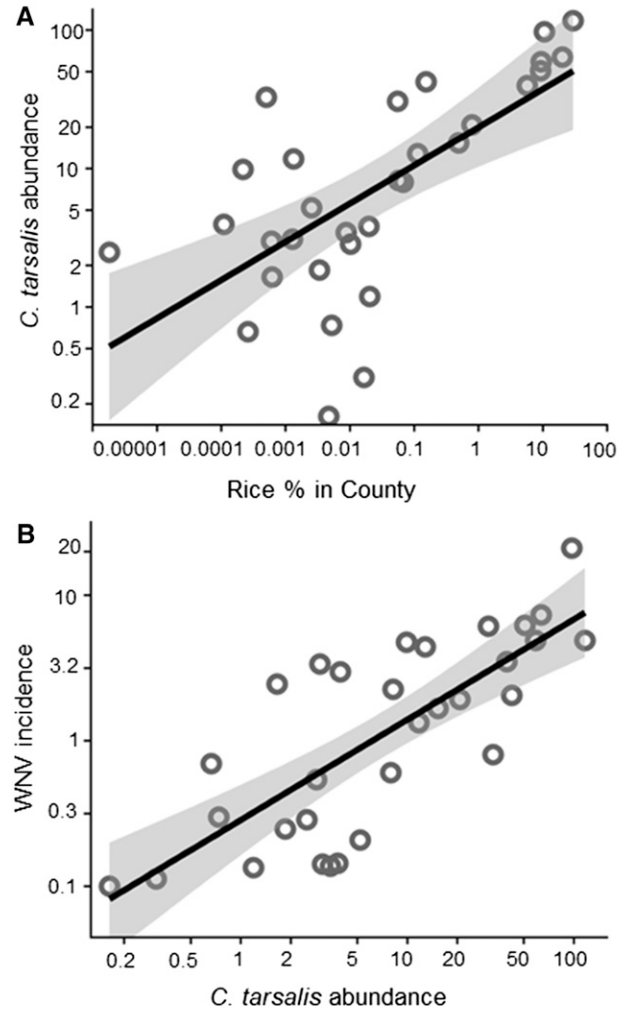 A
100
50
20
10
5
2
1
0.5
0.2
C. tarsalis abundance
0.00001 0.0001 0.001 0.01 0.1 1 10 100
Rice % in County
B
20
10
3.2
1
0.3
0.1
WNV incidence
0.2 0.5 1 2 5 10 20 50 100
C. tarsalis abundance